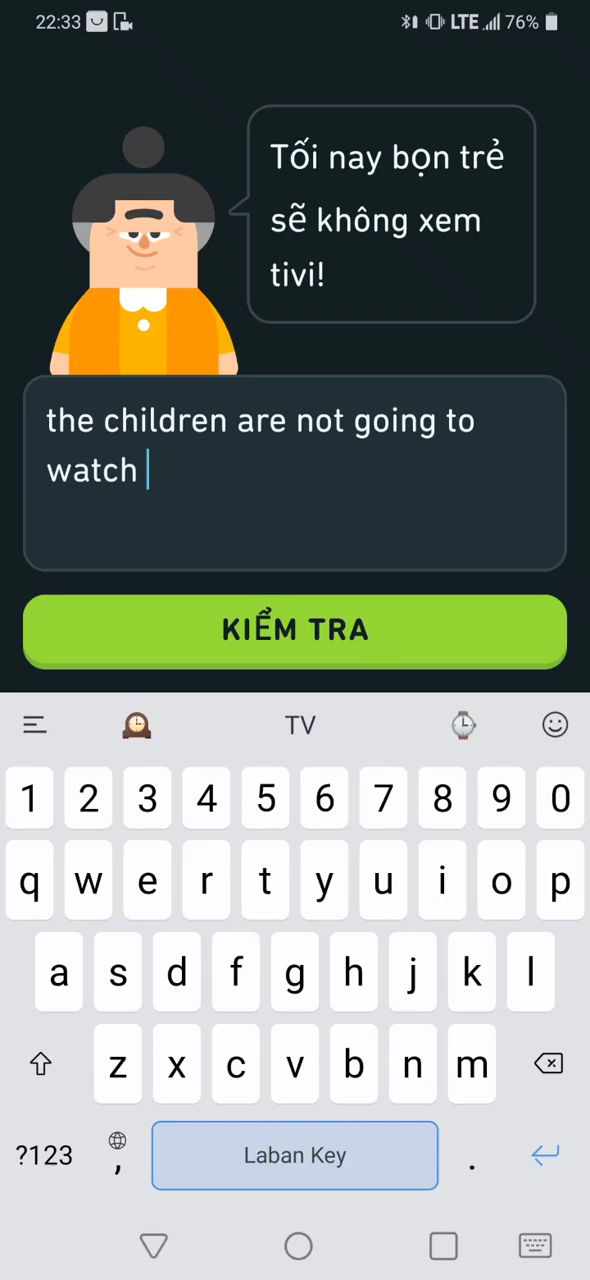 22:33 LTE 76%
Tối nay bọn trẻ
sẽ không xem
tivi!
the children are not going to
watch
KIỂM TRA
TV
1 2 3 4 5 6 7 8 9 0
q w e r t y u i o p
a s d f g h j k l
z x c v b n m
?123 , Laban Key .